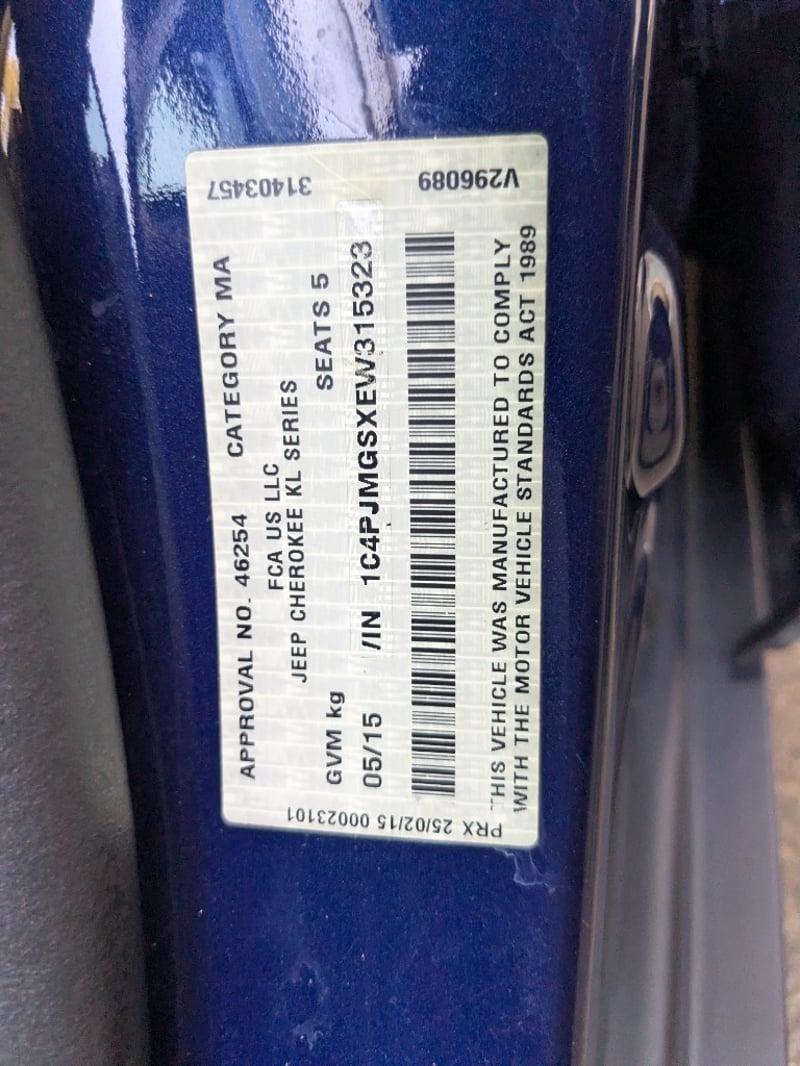 APPROVAL NO. 46254 CATEGORY MA
FCA US LLC
JEEP CHEROKEE KL SERIES
GVM kg SEATS 5
05/15 /IN 1C4PJMGSXEW315323
THIS VEHICLE WAS MANUFACTURED TO COMPLY
WITH THE MOTOR VEHICLE STANDARDS ACT 1989
PRX 25/02/15 00023101
31403457
V296089